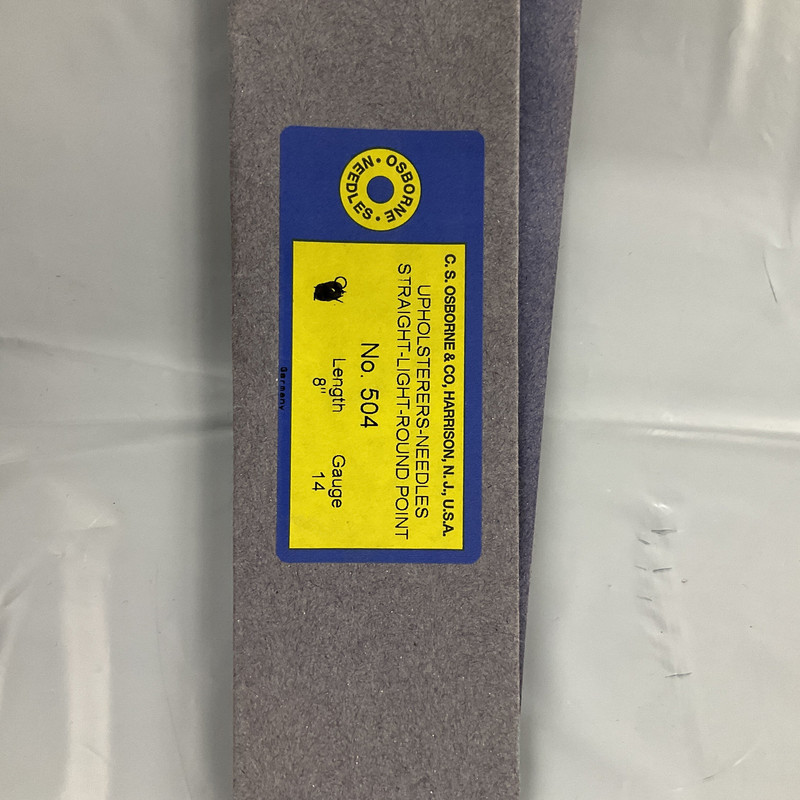 OSBORNE
NEEDLES
C. S. OSBORNE & CO, HARRISON, N. J., U.S.A.
UPHOLSTERERS-NEEDLES
STRAIGHT-LIGHT-ROUND POINT
No. 504
Length Gauge
8" 14
Germany